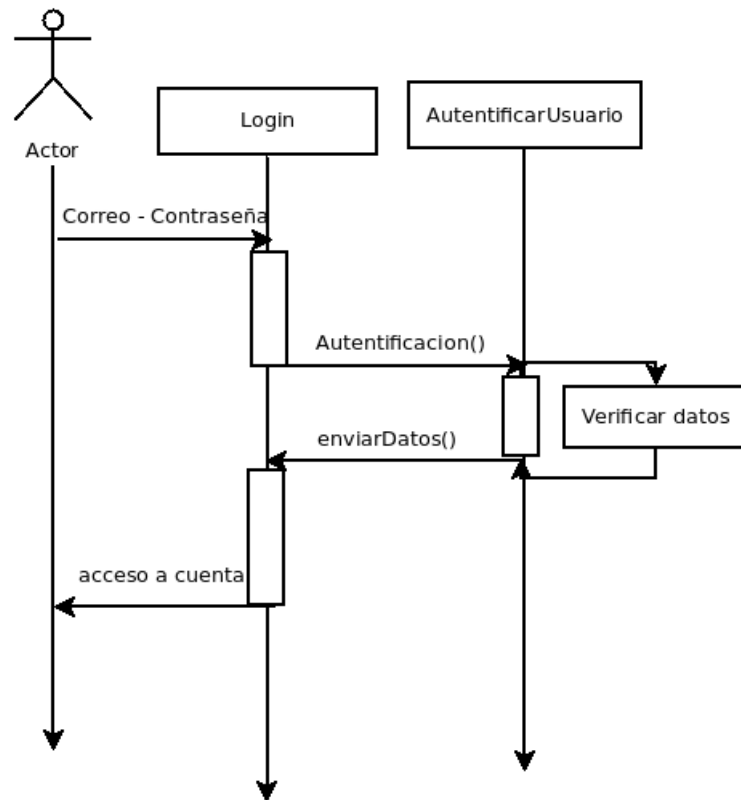 Actor
Login
AutentificarUsuario
Correo - Contraseña
Autentificacion()
Verificar datos
enviarDatos()
acceso a cuenta